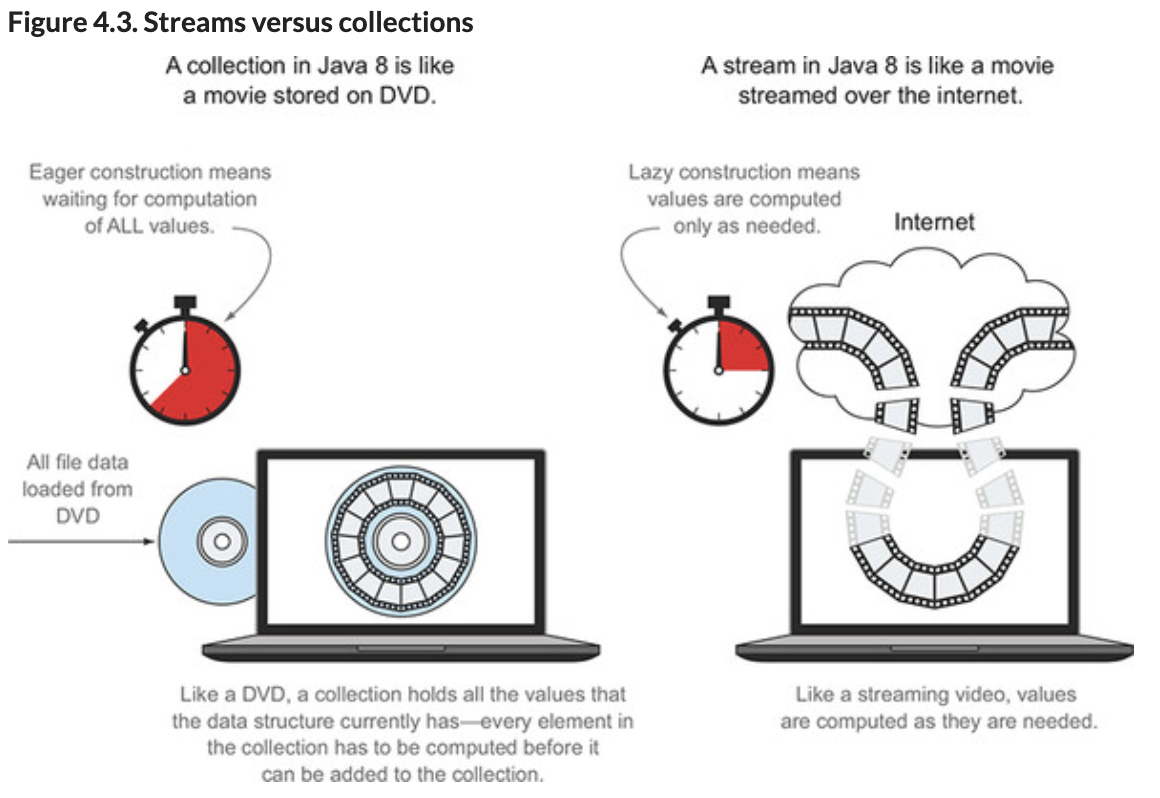 Figure 4.3. Streams versus collections
A collection in Java 8 is like
a movie stored on DVD.
A stream in Java 8 is like a movie
streamed over the internet.
Eager construction means
waiting for computation
of ALL values.
Lazy construction means
values are computed
only as needed.
Internet
All file data
loaded from
DVD
Like a DVD, a collection holds all the values that
the data structure currently has—every element in
the collection has to be computed before it
can be added to the collection.
Like a streaming video, values
are computed as they are needed.